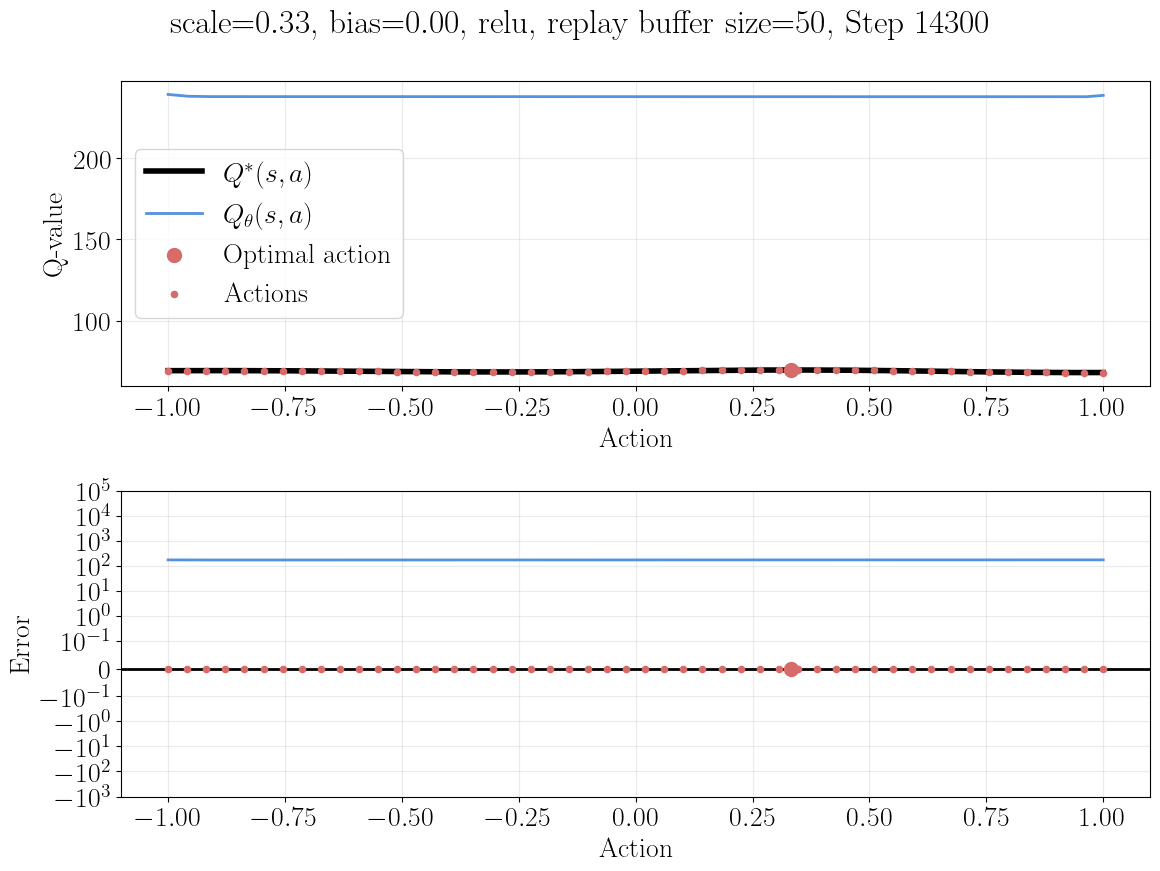 scale=0.33, bias=0.00, relu, replay buffer size=50, Step 14300
200
150
100
Q-value
Q*(s, a)
Q_θ(s, a)
Optimal action
Actions
−1.00 −0.75 −0.50 −0.25 0.00 0.25 0.50 0.75 1.00
Action
10^5
10^4
10^3
10^2
10^1
10^0
10^−1
0
−10^−1
−10^0
−10^1
−10^2
−10^3
Error
−1.00 −0.75 −0.50 −0.25 0.00 0.25 0.50 0.75 1.00
Action